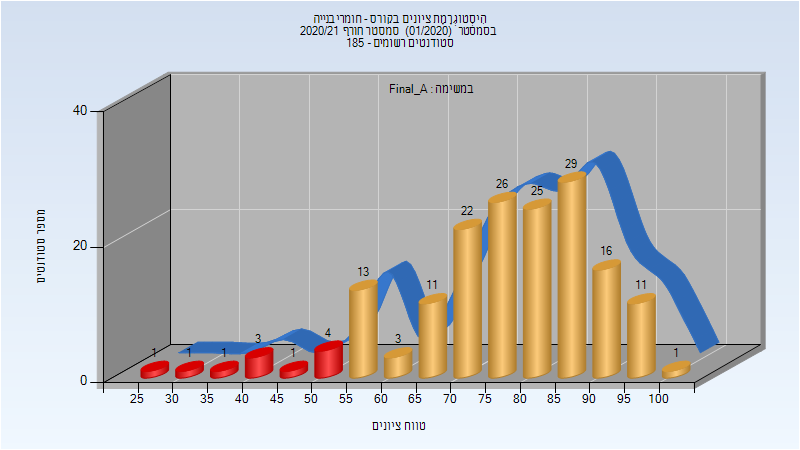 היסטוגרמת ציונים בקורס - חומרי בנייה
בסמסטר (01/2020) סמסטר חורף 2020/21
סטודנטים רשומים - 185
במשימה : Final_A
מספר סטודנטים
40
20
0
1 1 1 3 1 4 13 3 11 22 26 25 29 16 11 1
25 30 35 40 45 50 55 60 65 70 75 80 85 90 95 100
טווח ציונים